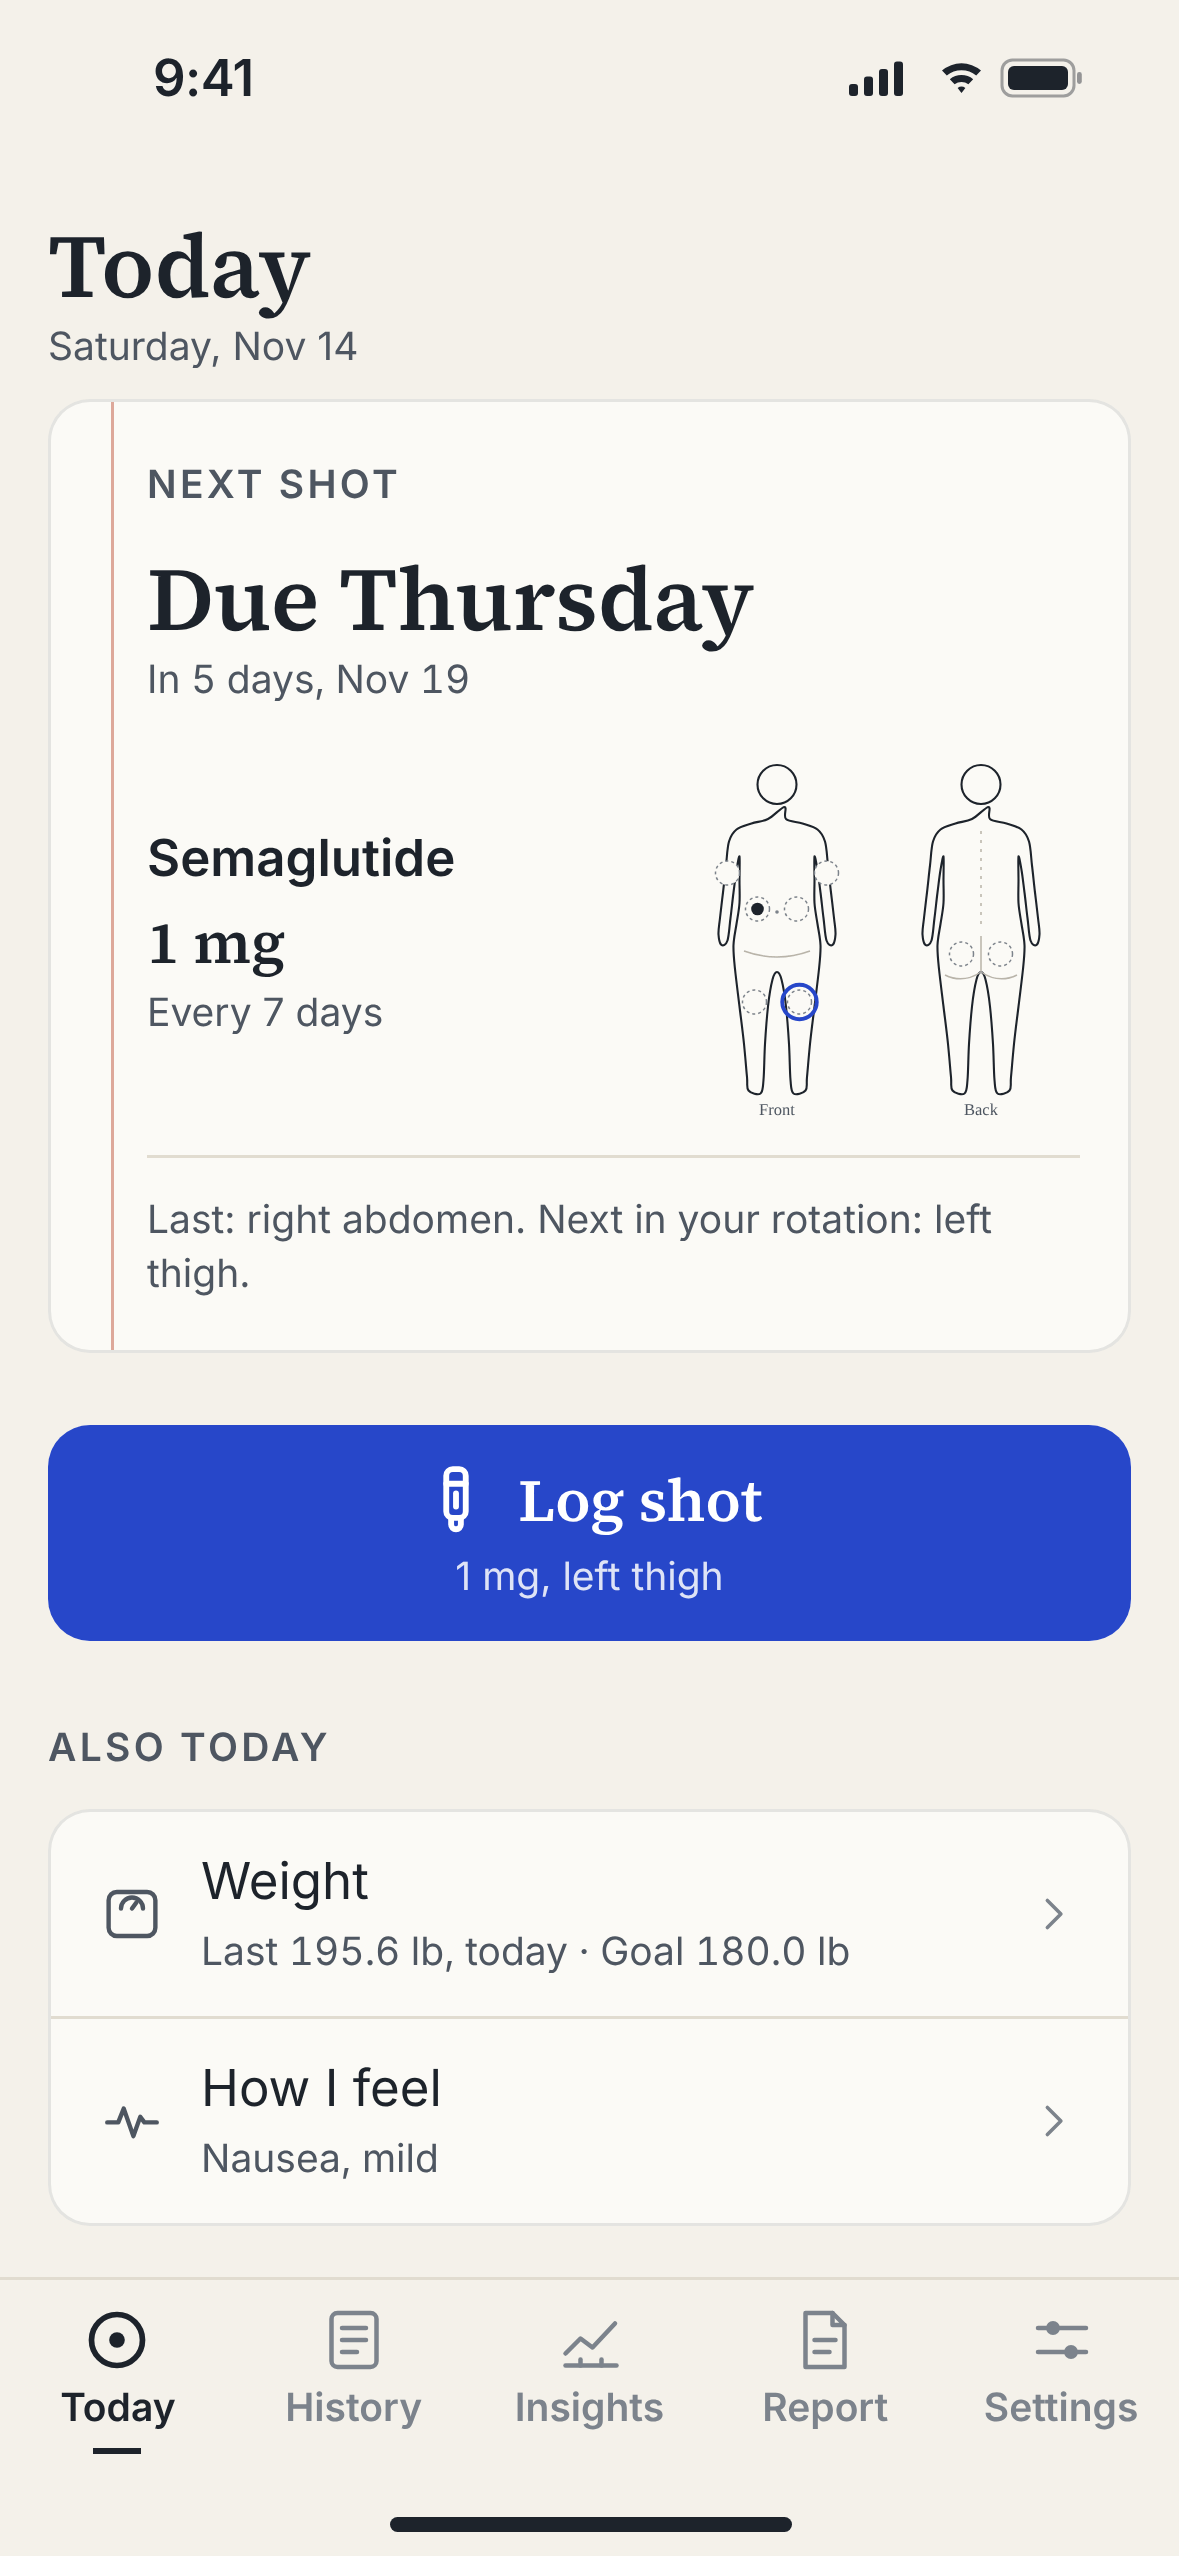 9:41
Today
Saturday, Nov 14
NEXT SHOT
Due Thursday
In 5 days, Nov 19
Semaglutide
1 mg
Every 7 days
Front
Back
Last: right abdomen. Next in your rotation: left
thigh.
Log shot
1 mg, left thigh
ALSO TODAY
Weight
Last 195.6 lb, today · Goal 180.0 lb
How I feel
Nausea, mild
Today
History
Insights
Report
Settings